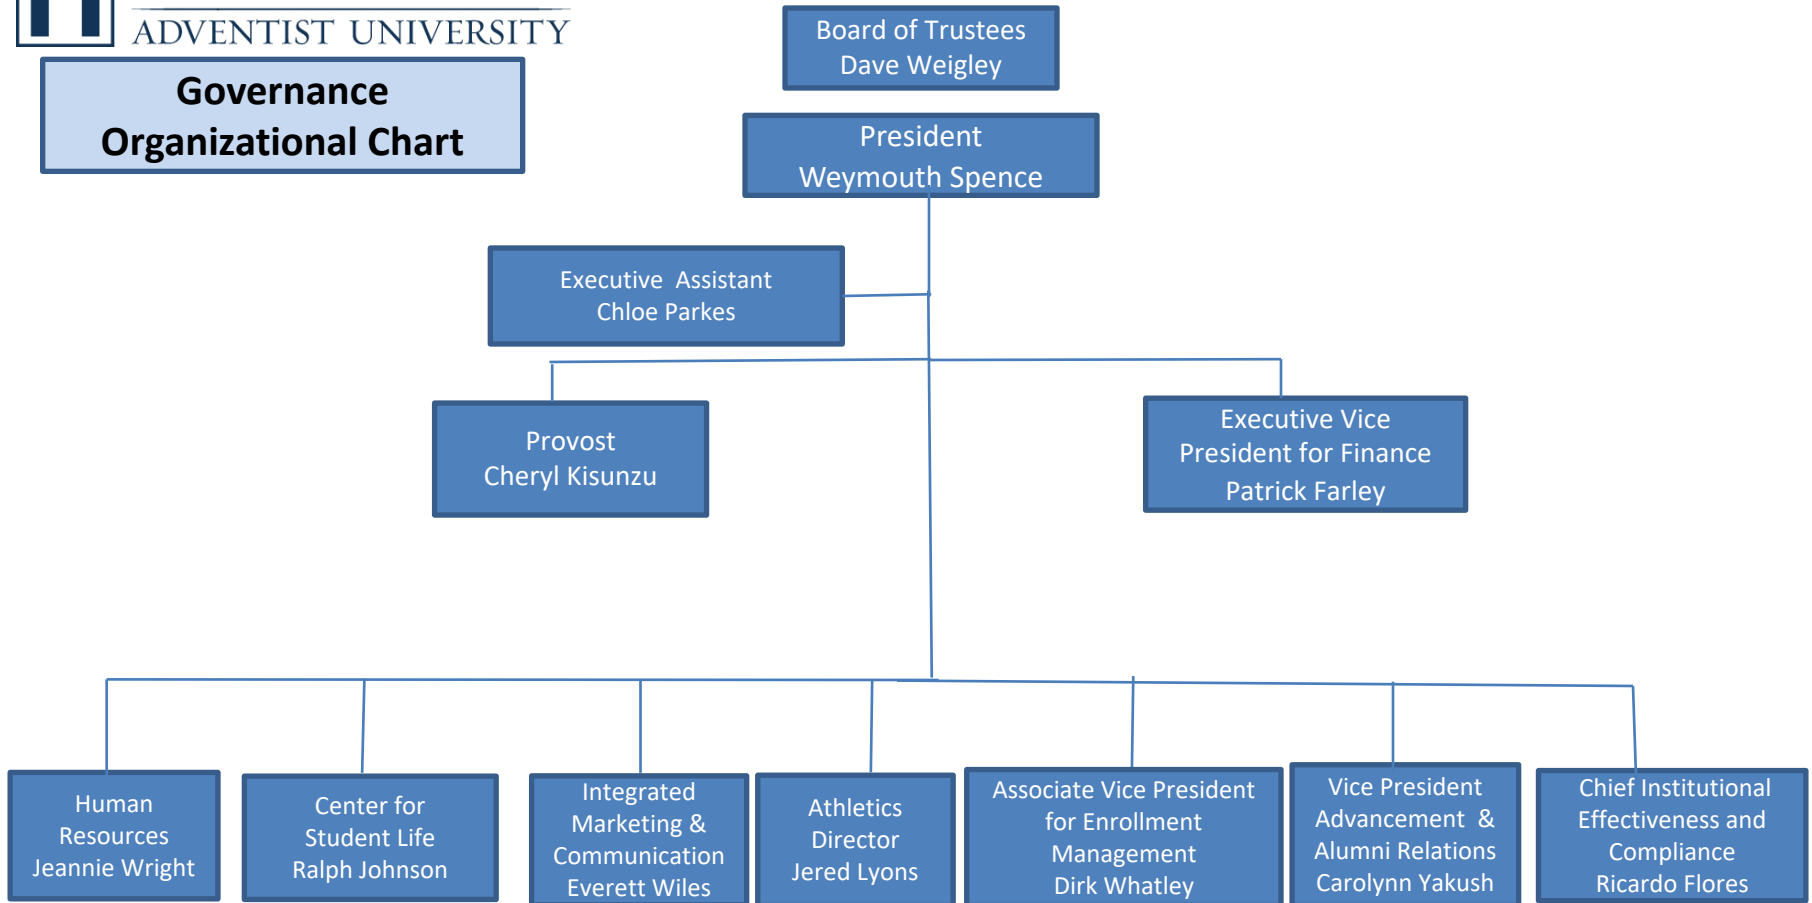 ADVENTIST UNIVERSITY
Governance
Organizational Chart
Board of Trustees
Dave Weigley
President
Weymouth Spence
Executive Assistant
Chloe Parkes
Provost
Cheryl Kisunzu
Executive Vice
President for Finance
Patrick Farley
Human
Resources
Jeannie Wright
Center for
Student Life
Ralph Johnson
Integrated
Marketing &
Communication
Everett Wiles
Athletics
Director
Jered Lyons
Associate Vice President
for Enrollment
Management
Dirk Whatley
Vice President
Advancement &
Alumni Relations
Carolynn Yakush
Chief Institutional
Effectiveness and
Compliance
Ricardo Flores